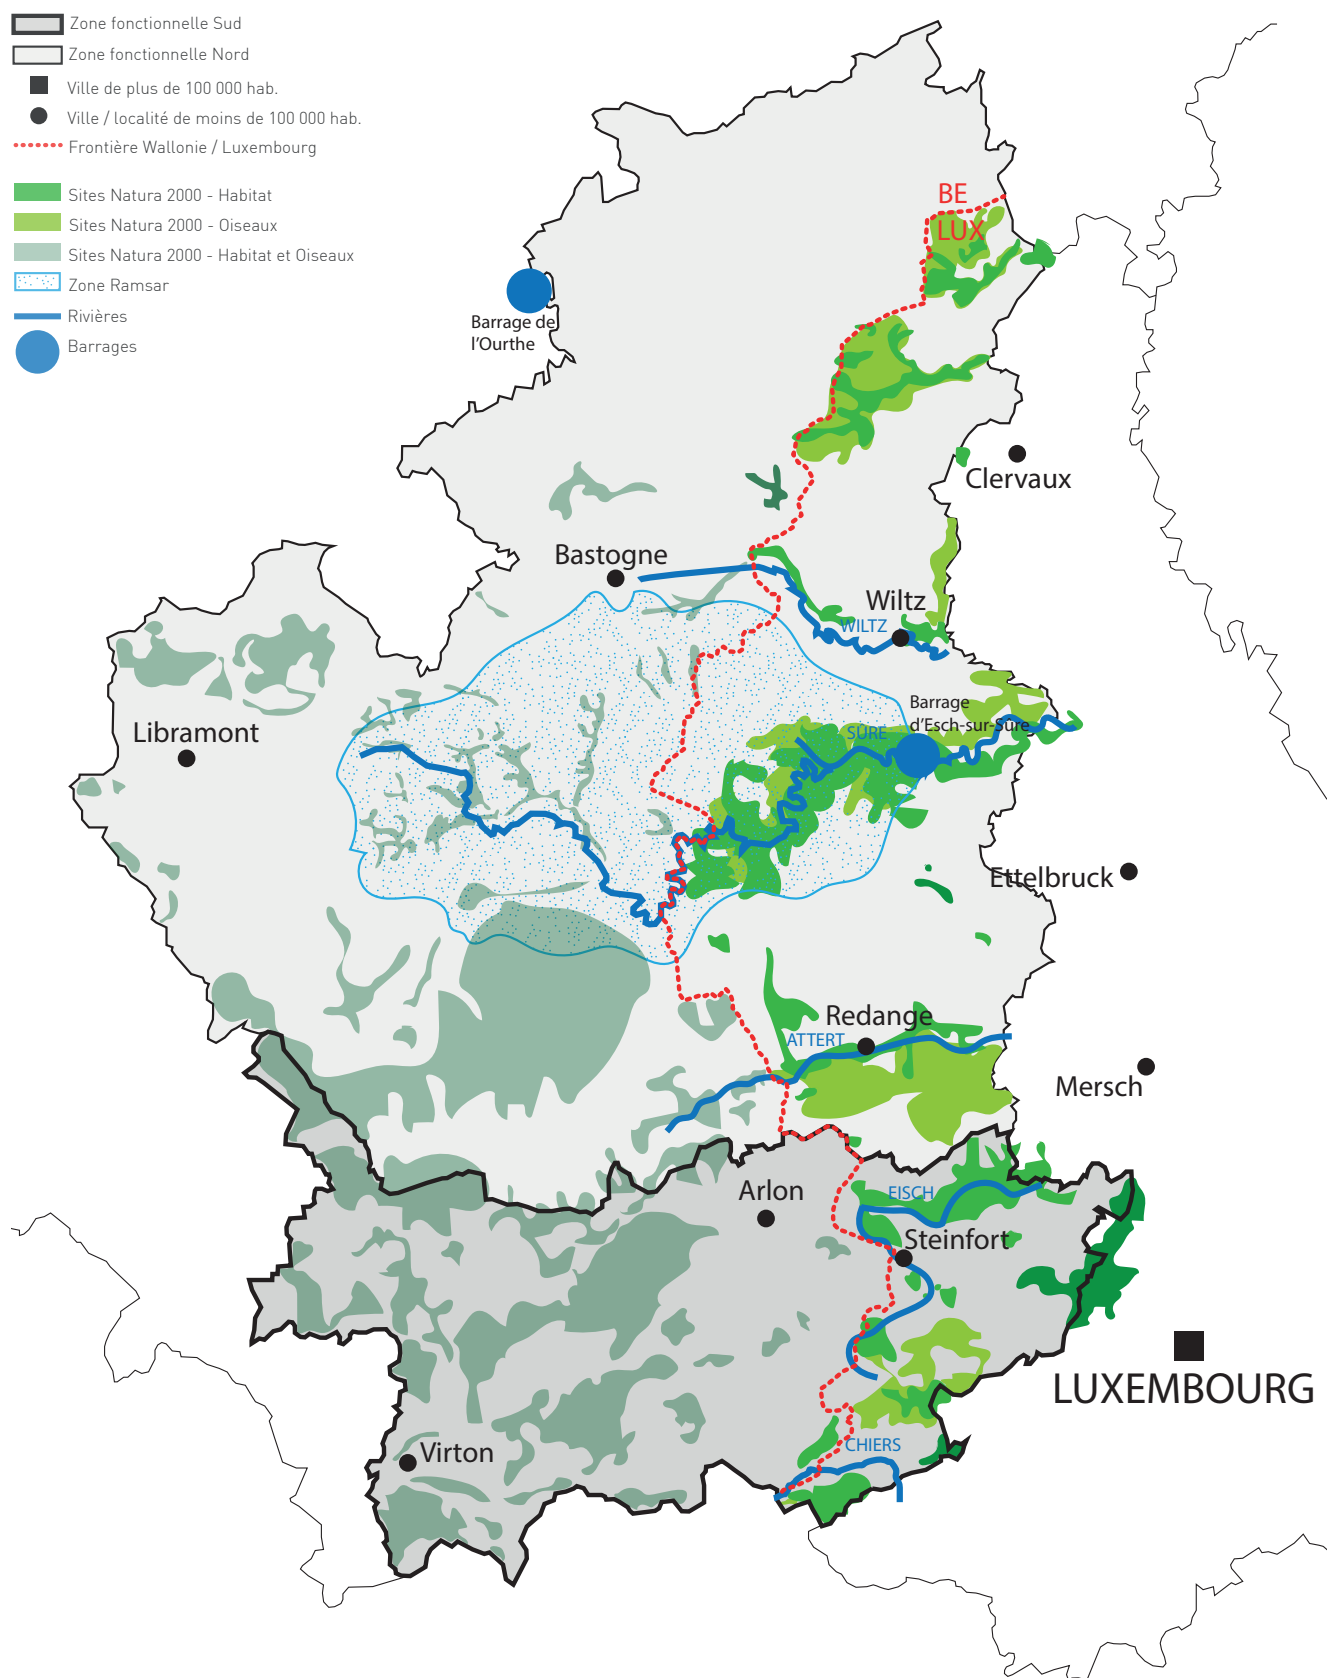 Zone fonctionnelle Sud
Zone fonctionnelle Nord
Ville de plus de 100 000 hab.
Ville / localité de moins de 100 000 hab.
Frontière Wallonie / Luxembourg
Sites Natura 2000 - Habitat
Sites Natura 2000 - Oiseaux
Sites Natura 2000 - Habitat et Oiseaux
Zone Ramsar
Rivières
Barrages
BE
LUX
Barrage de
l'Ourthe
Clervaux
Bastogne
Wiltz
WILTZ
Barrage
d'Esch-sur-Sûre
SÛRE
Libramont
Ettelbruck
Redange
ATTERT
Mersch
Arlon
EISCH
Steinfort
LUXEMBOURG
CHIERS
Virton